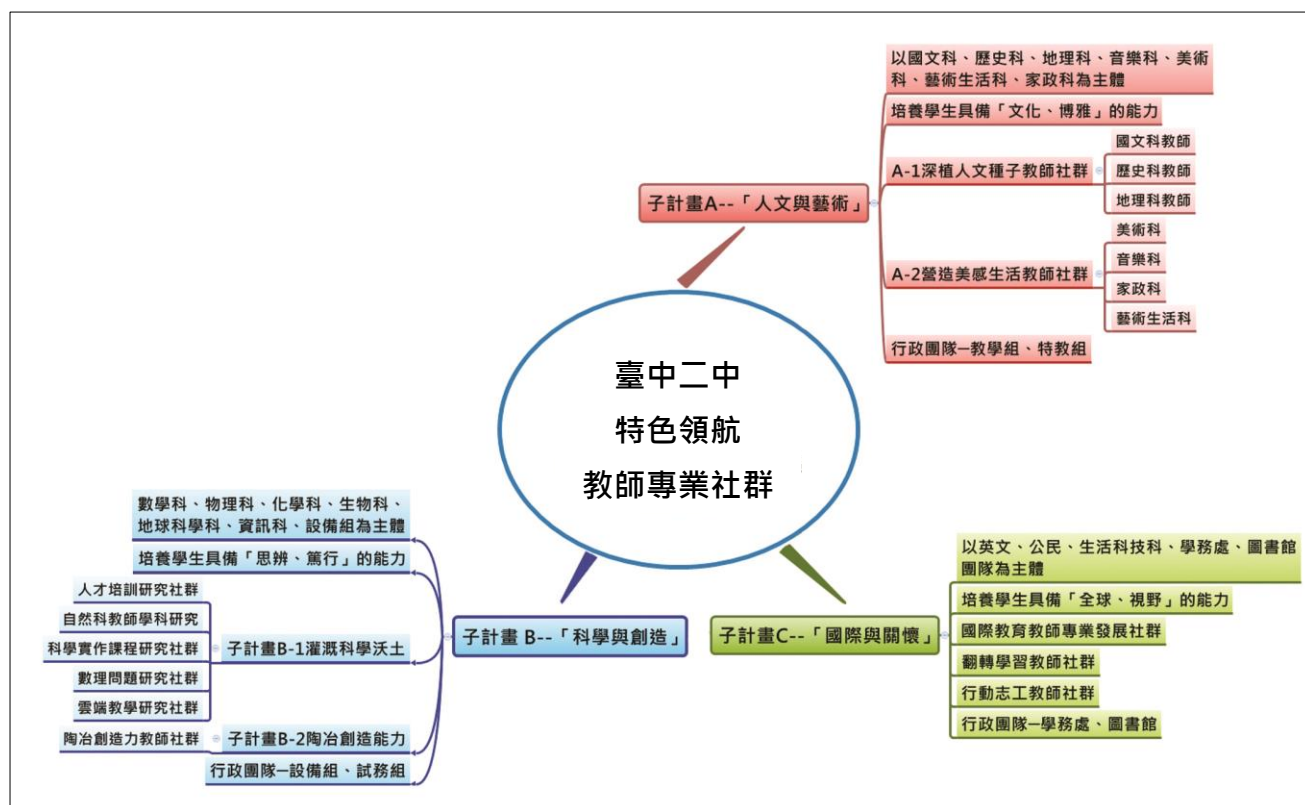 以國文科、歷史科、地理科、音樂科、美術
科、藝術生活科、家政科為主體
培養學生具備「文化、博雅」的能力
國文科教師
A-1深植人文種子教師社群
歷史科教師
地理科教師
子計畫A--「人文與藝術」
美術科
音樂科
A-2營造美感生活教師社群
家政科
藝術生活科
行政團隊─教學組、特教組
臺中二中
特色領航
教師專業社群
數學科、物理科、化學科、生物科、
地球科學科、資訊科、設備組為主體
培養學生具備「思辨、篤行」的能力
人才培訓研究社群
自然科教師學科研究
科學實作課程研究社群
子計畫B-1灌溉科學沃土
數理問題研究社群
雲端教學研究社群
陶冶創造力教師社群
子計畫B-2陶冶創造能力
行政團隊─設備組、試務組
子計畫 B--「科學與創造」
子計畫C--「國際與關懷」
以英文、公民、生活科技科、學務處、圖書館
團隊為主體
培養學生具備「全球、視野」的能力
國際教育教師專業發展社群
翻轉學習教師社群
行動志工教師社群
行政團隊─學務處、圖書館